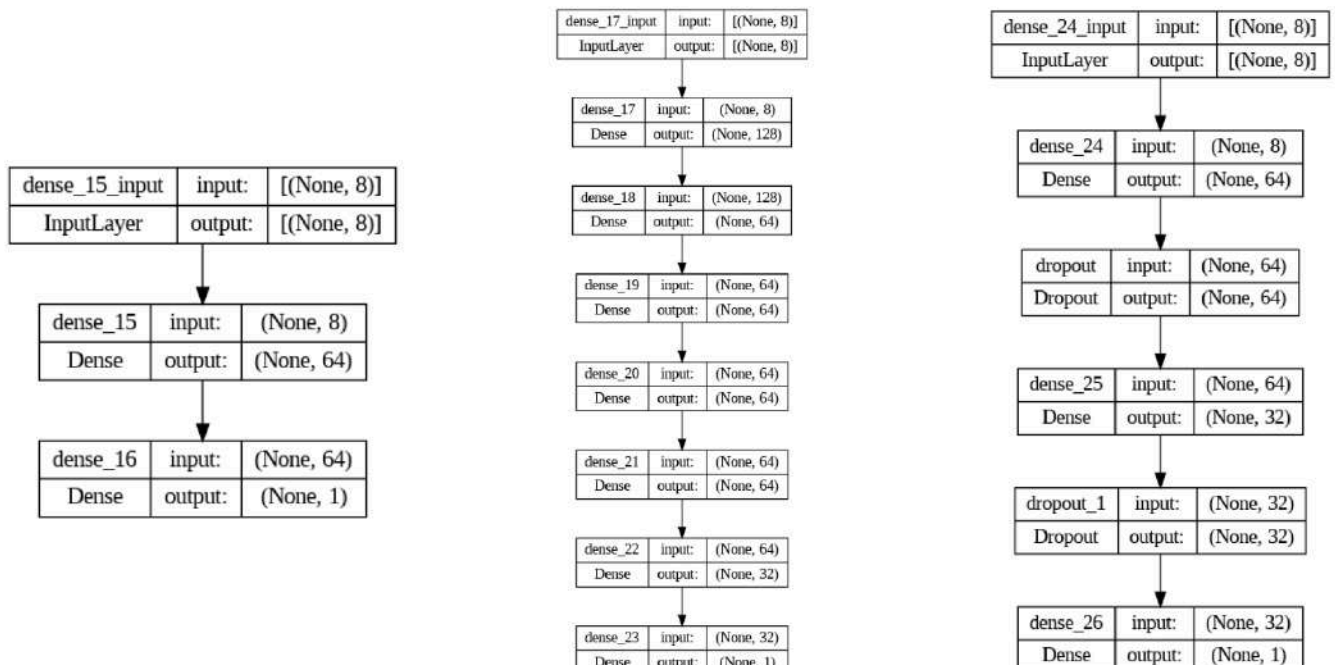 dense_15_input input: [(None, 8)]
InputLayer output: [(None, 8)]
dense_15 input: (None, 8)
Dense output: (None, 64)
dense_16 input: (None, 64)
Dense output: (None, 1)
dense_17_input input: [(None, 8)]
InputLayer output: [(None, 8)]
dense_17 input: (None, 8)
Dense output: (None, 128)
dense_18 input: (None, 128)
Dense output: (None, 64)
dense_19 input: (None, 64)
Dense output: (None, 64)
dense_20 input: (None, 64)
Dense output: (None, 64)
dense_21 input: (None, 64)
Dense output: (None, 64)
dense_22 input: (None, 64)
Dense output: (None, 32)
dense_23 input: (None, 32)
Dense output: (None, 1)
dense_24_input input: [(None, 8)]
InputLayer output: [(None, 8)]
dense_24 input: (None, 8)
Dense output: (None, 64)
dropout input: (None, 64)
Dropout output: (None, 64)
dense_25 input: (None, 64)
Dense output: (None, 32)
dropout_1 input: (None, 32)
Dropout output: (None, 32)
dense_26 input: (None, 32)
Dense output: (None, 1)